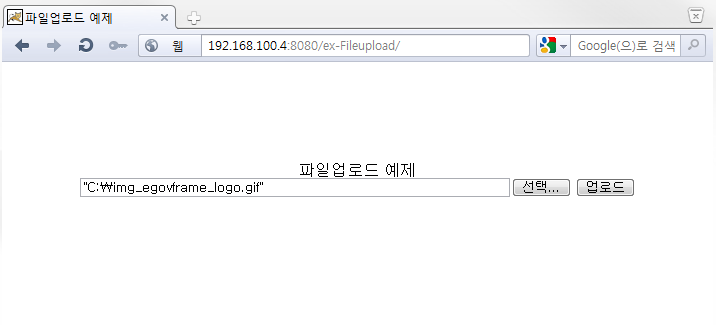 파일업로드 예제
웹 192.168.100.4:8080/ex-Fileupload/ Google(으)로 검색
파일업로드 예제
"C:₩img_egovframe_logo.gif" 선택... 업로드